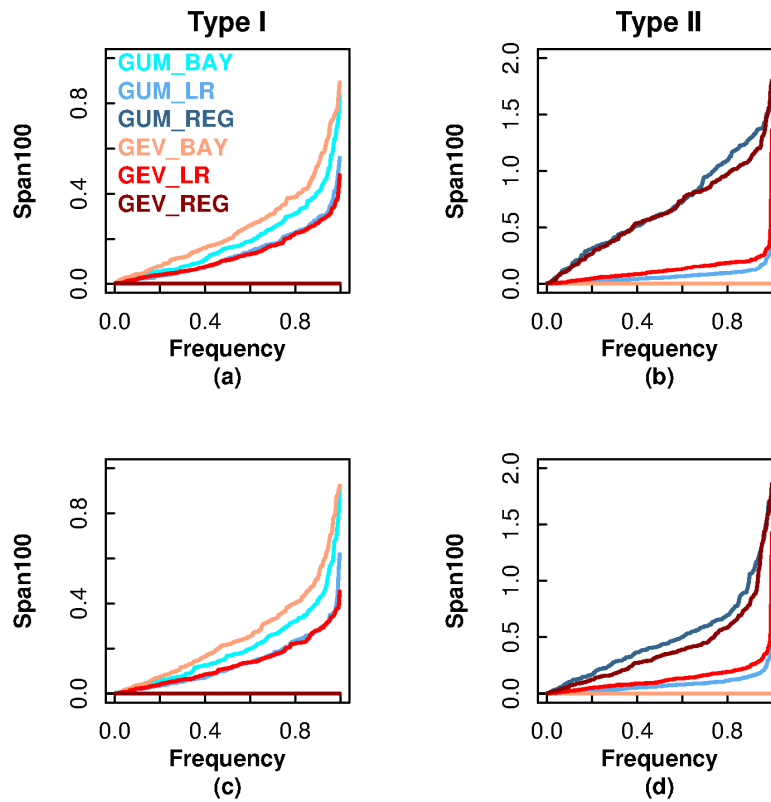 Type I
Type II
GUM_BAY
GUM_LR
GUM_REG
GEV_BAY
GEV_LR
GEV_REG
Span100
0.0 0.4 0.8
0.0 0.4 0.8
Frequency
(a)
Span100
0.0 0.5 1.0 1.5 2.0
0.0 0.4 0.8
Frequency
(b)
Span100
0.0 0.4 0.8
0.0 0.4 0.8
Frequency
(c)
Span100
0.0 0.5 1.0 1.5 2.0
0.0 0.4 0.8
Frequency
(d)